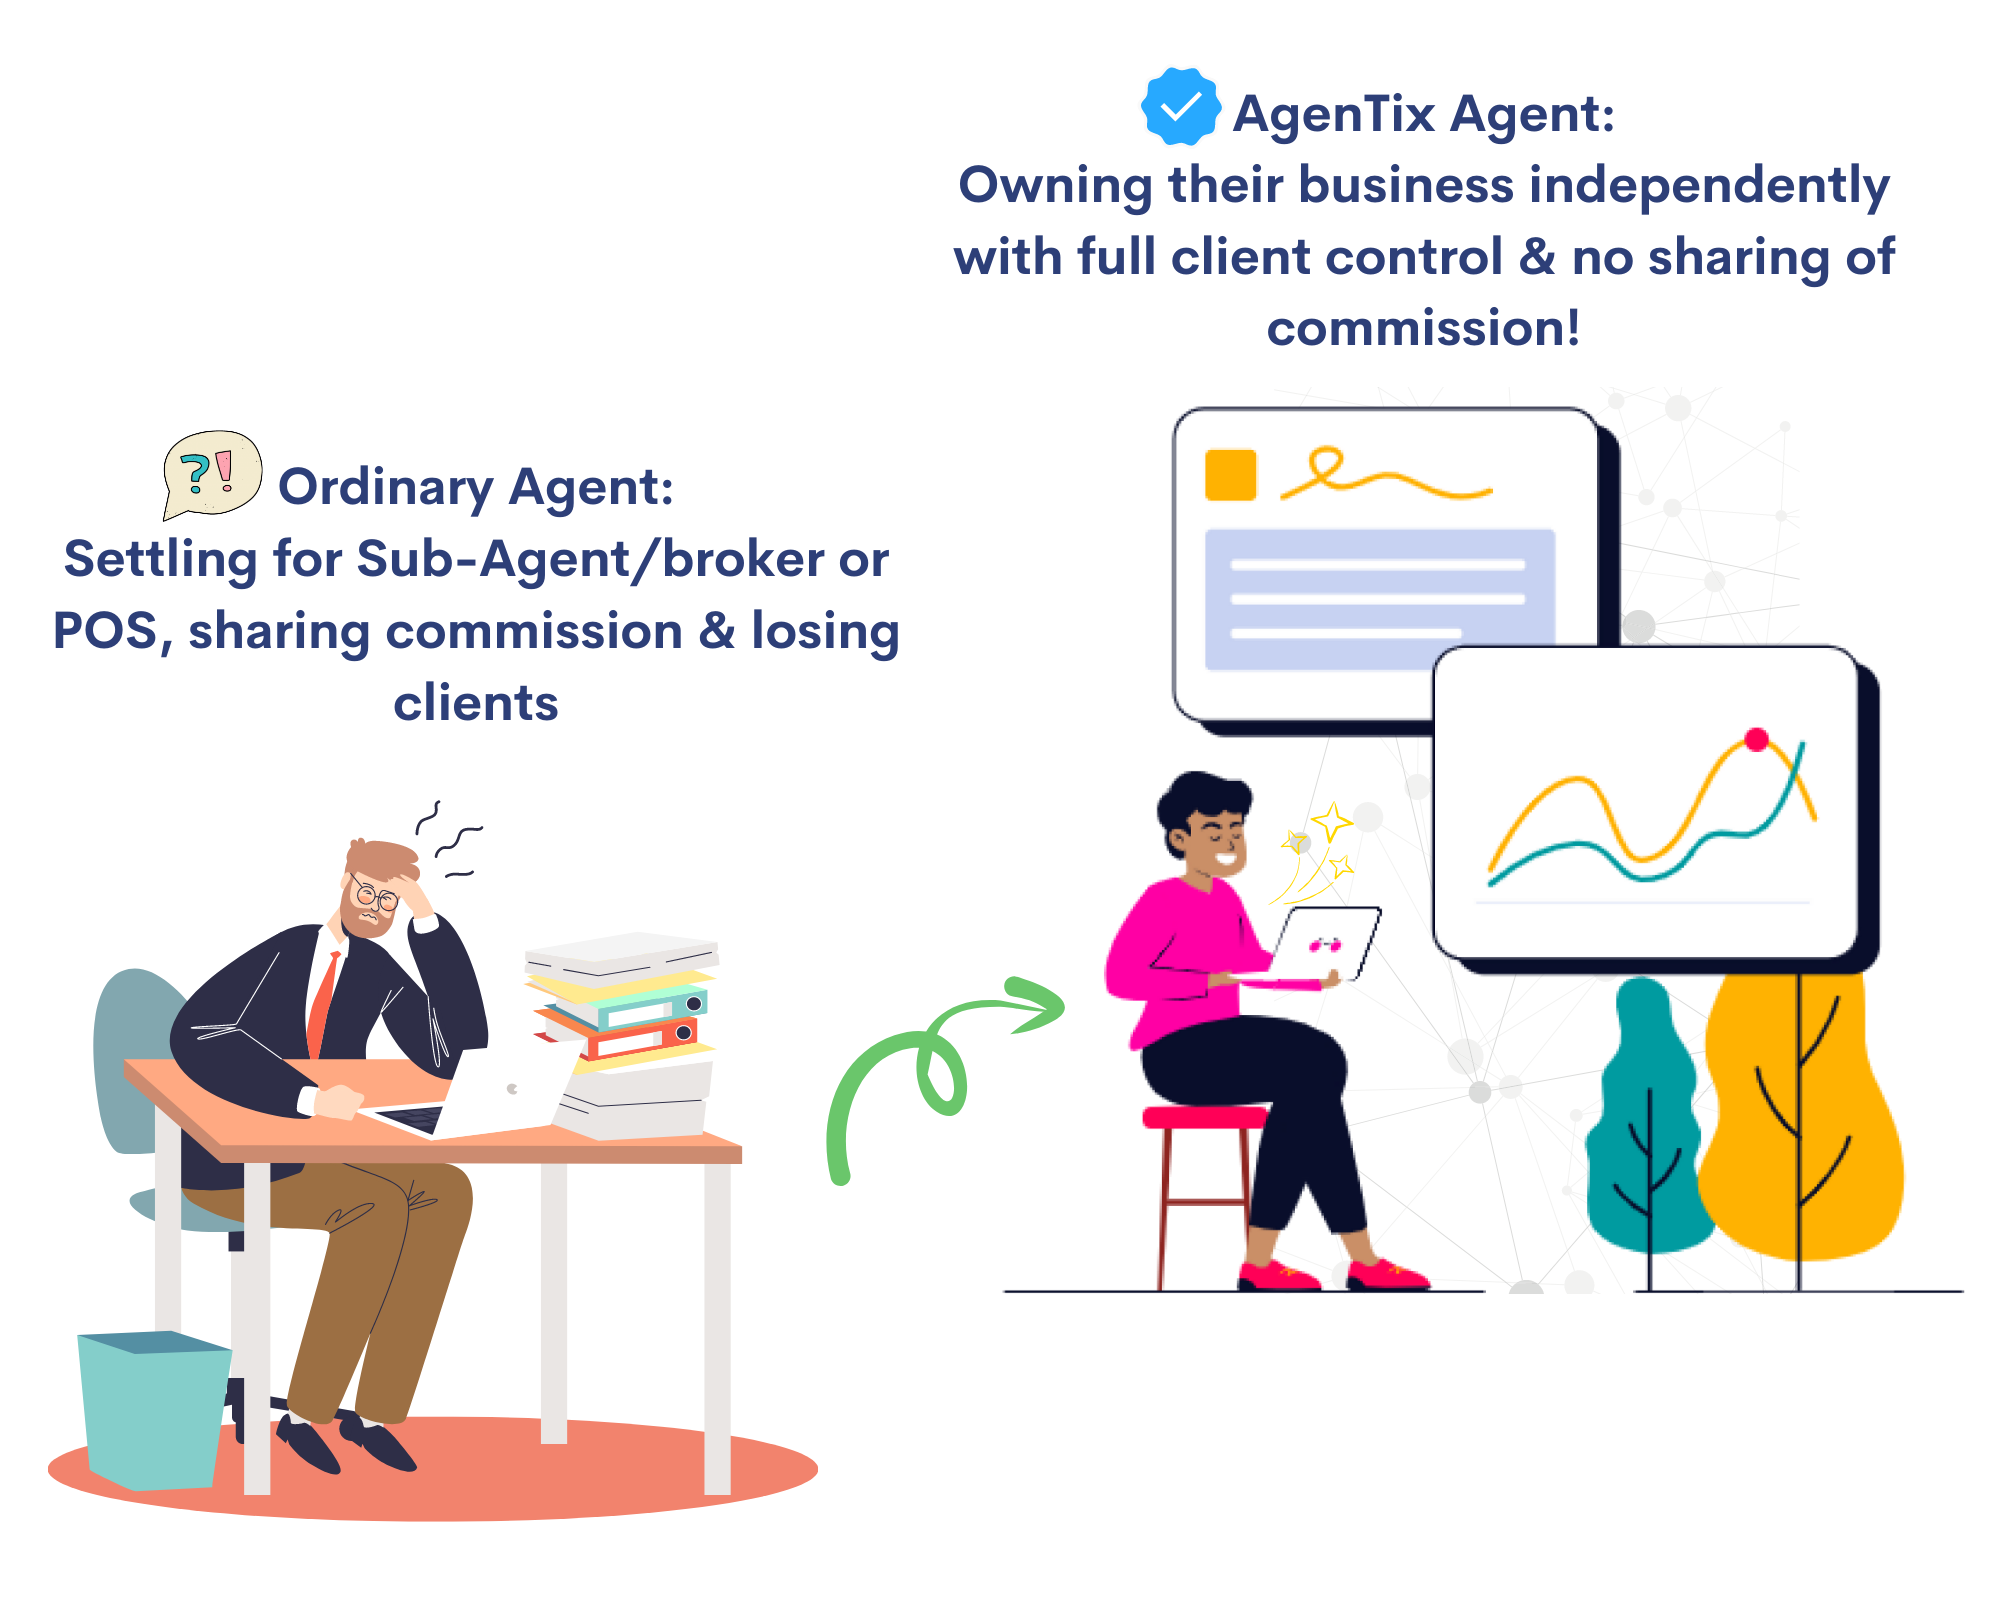 AgenTix Agent:
Owning their business independently
with full client control & no sharing of
commission!
?!
Ordinary Agent:
Settling for Sub-Agent/broker or
POS, sharing commission & losing
clients